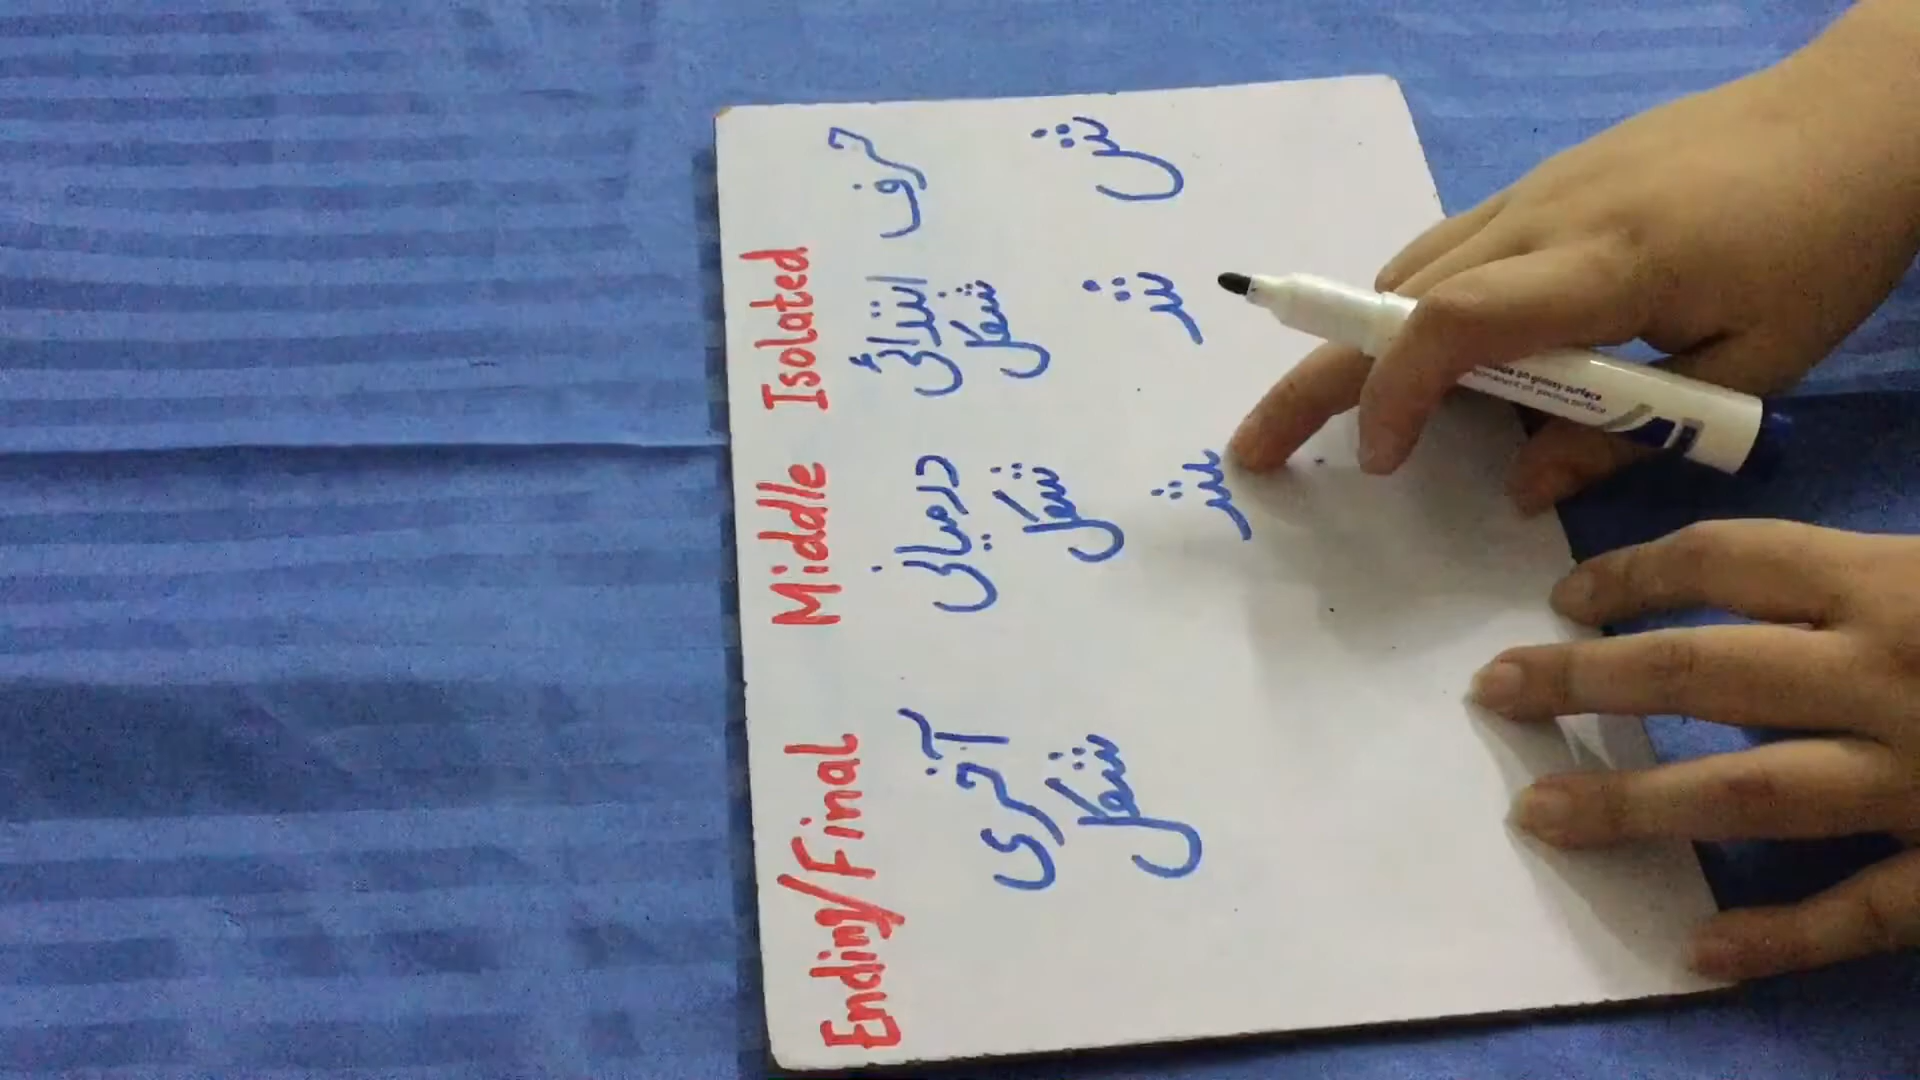 Ending/Final Middle Isolated
حرف
ابتدائی
شکل
درمیانی
شکل
آخری
شکل
ش
شـ
ـشـ